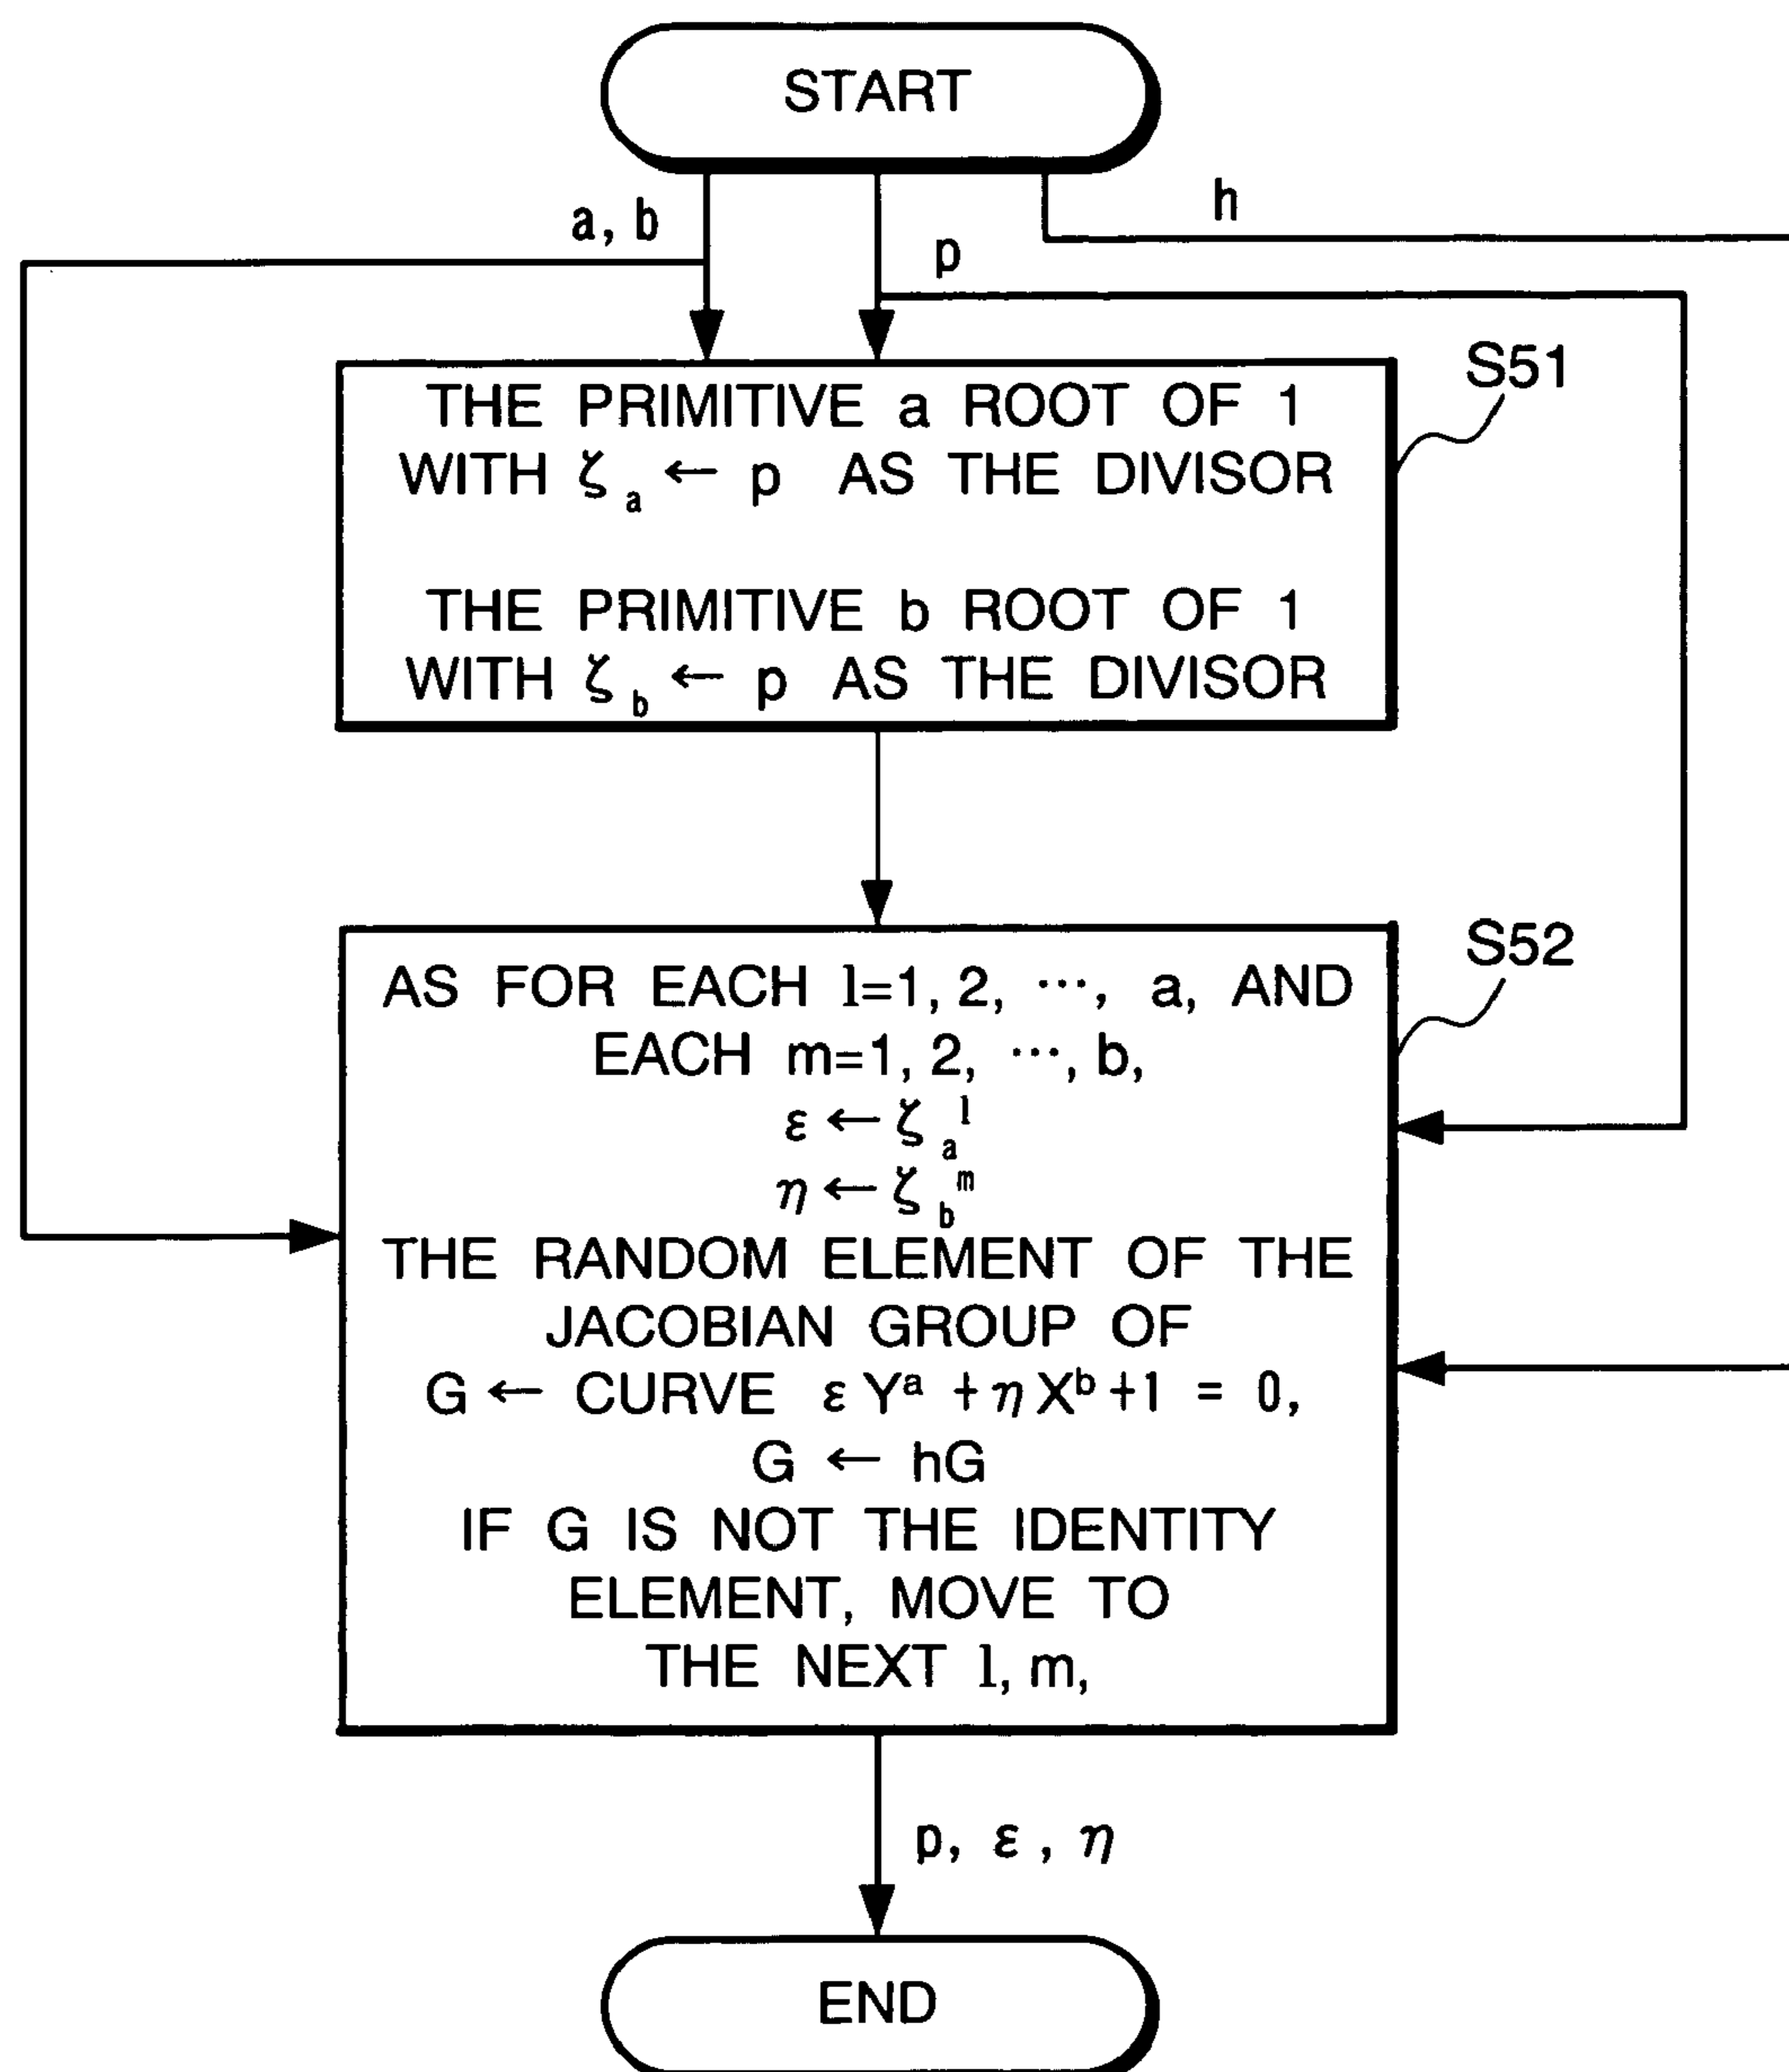 START
a, b
h
p
S51
THE PRIMITIVE a ROOT OF 1
WITH ζa ← p AS THE DIVISOR
THE PRIMITIVE b ROOT OF 1
WITH ζb ← p AS THE DIVISOR
S52
AS FOR EACH l=1, 2, ⋯, a, AND
EACH m=1, 2, ⋯, b,
ε ← ζa^l
η ← ζb^m
THE RANDOM ELEMENT OF THE
JACOBIAN GROUP OF
G ← CURVE εY^a +ηX^b+1 = 0,
G ← hG
IF G IS NOT THE IDENTITY
ELEMENT, MOVE TO
THE NEXT l, m,
p, ε, η
END